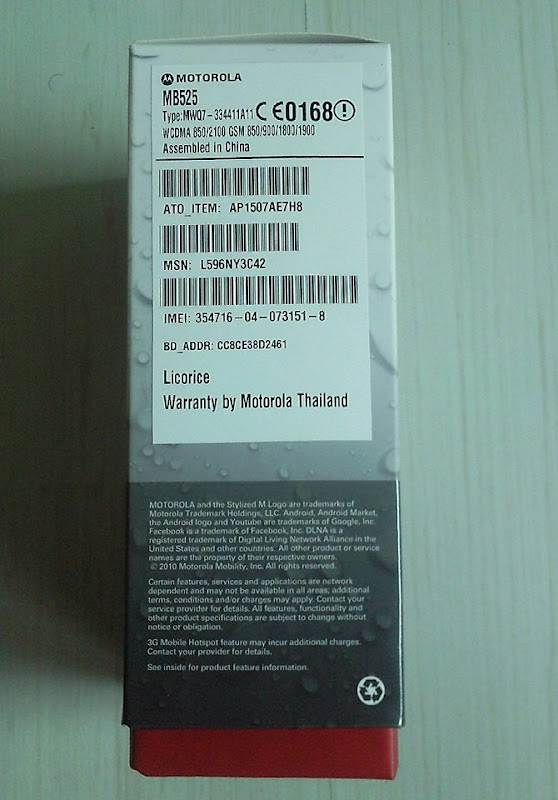 MOTOROLA
MB525
Type:MWQ7-334411A11 CE0168
WCDMA 850/2100 GSM 850/900/1800/1900
Assembled in China
ATO_ITEM: AP1507AE7H8
MSN: L596NY3C42
IMEI: 354716-04-073151-8
BD_ADDR: CC8CE38D2461
Licorice
Warranty by Motorola Thailand
MOTOROLA and the Stylized M Logo are trademarks of
Motorola Trademark Holdings, LLC. Android, Android Market,
the Android logo and Youtube are trademarks of Google, Inc.
Facebook is a trademark of Facebook, Inc. DLNA is a
registered trademark of Digital Living Network Alliance in the
United States and other countries. All other product or service
names are the property of their respective owners.
© 2010 Motorola Mobility, Inc. All rights reserved.
Certain features, services and applications are network
dependent and may not be available in all areas; additional
terms, conditions and/or charges may apply. Contact your
service provider for details. All features, functionality and
other product specifications are subject to change without
notice or obligation.
3G Mobile Hotspot feature may incur additional charges.
Contact your provider for details.
See inside for product feature information.